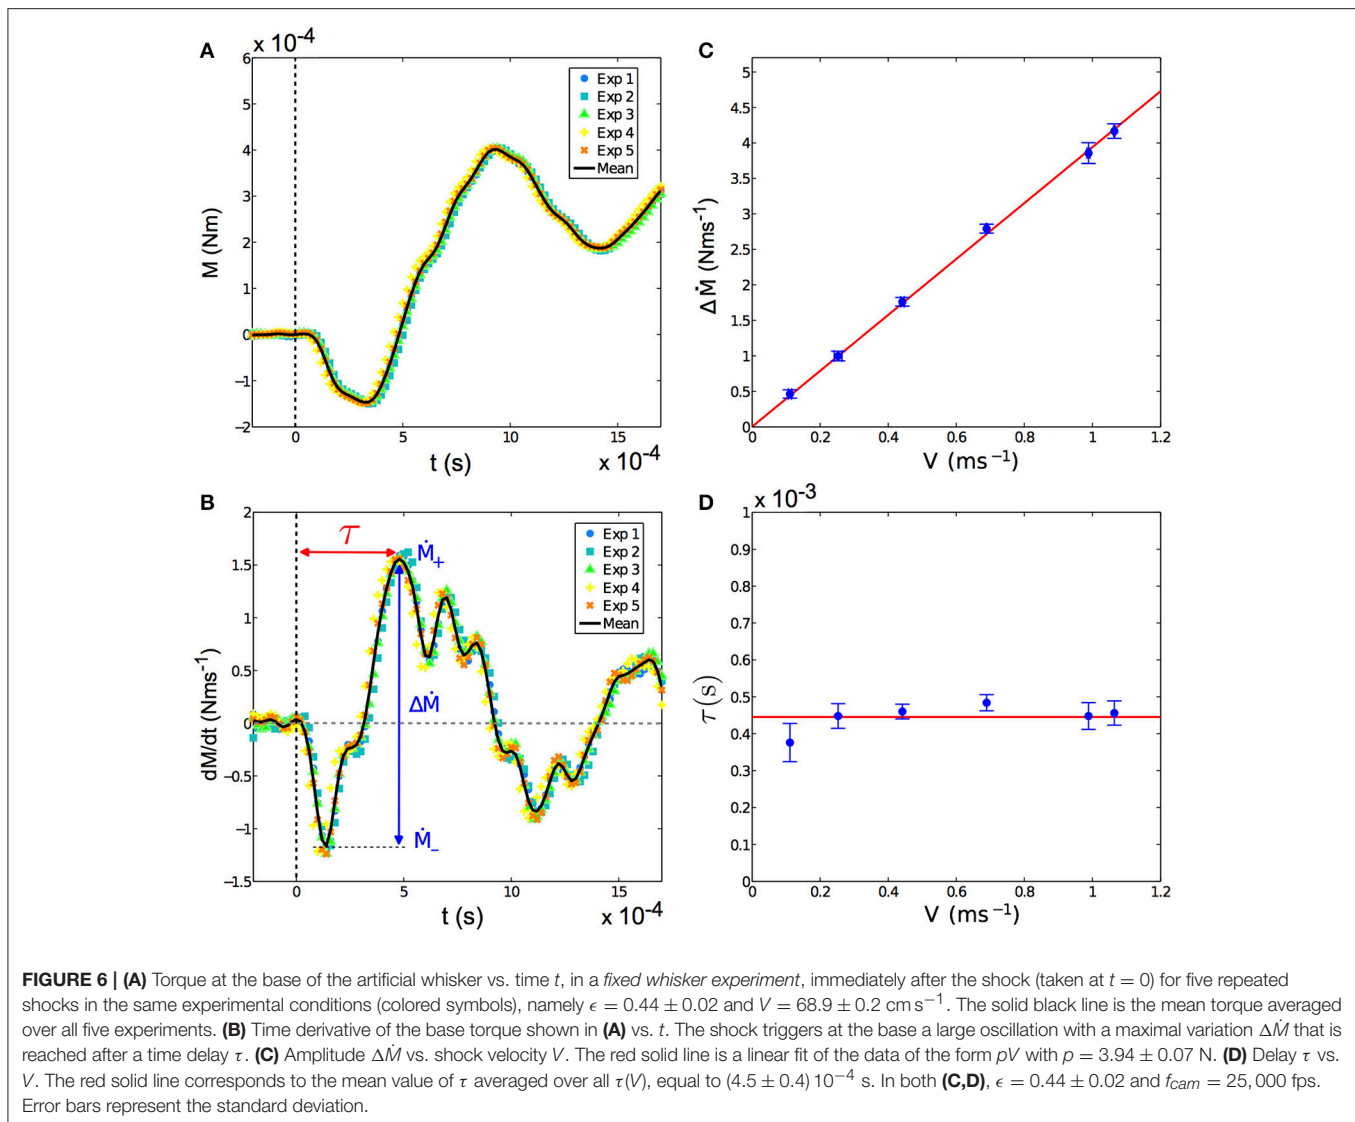 A
× 10-4
6
5
4
3
2
1
0
−1
−2
M (Nm)
0
5
10
15
t (s)
× 10-4
Exp 1
Exp 2
Exp 3
Exp 4
Exp 5
Mean
C
5
4.5
4
3.5
3
2.5
2
1.5
1
0.5
0
ΔṀ (Nms-1)
0
0.2
0.4
0.6
0.8
1
1.2
V (ms−1)
B
2
1.5
1
0.5
0
−0.5
−1
−1.5
dM/dt (Nms-1)
0
5
10
15
t (s)
× 10-4
τ
Ṁ+
ΔṀ
Ṁ−
Exp 1
Exp 2
Exp 3
Exp 4
Exp 5
Mean
D
× 10-3
1
0.9
0.8
0.7
0.6
0.5
0.4
0.3
0.2
0.1
0
τ(s)
0
0.2
0.4
0.6
0.8
1
1.2
V (ms−1)
FIGURE 6 | (A) Torque at the base of the artificial whisker vs. time t, in a fixed whisker experiment, immediately after the shock (taken at t = 0) for five repeated
shocks in the same experimental conditions (colored symbols), namely ϵ = 0.44 ± 0.02 and V = 68.9 ± 0.2 cm s−1. The solid black line is the mean torque averaged
over all five experiments. (B) Time derivative of the base torque shown in (A) vs. t. The shock triggers at the base a large oscillation with a maximal variation ΔṀ that is
reached after a time delay τ. (C) Amplitude ΔṀ vs. shock velocity V. The red solid line is a linear fit of the data of the form pV with p = 3.94 ± 0.07 N. (D) Delay τ vs.
V. The red solid line corresponds to the mean value of τ averaged over all τ(V), equal to (4.5 ± 0.4) 10−4 s. In both (C,D), ϵ = 0.44 ± 0.02 and fcam = 25, 000 fps.
Error bars represent the standard deviation.